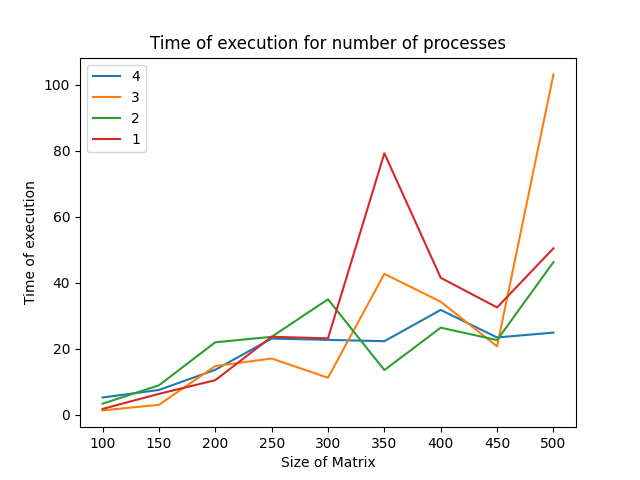 Time of execution for number of processes
4
3
2
1
100
80
60
40
20
0
Time of execution
100 150 200 250 300 350 400 450 500
Size of Matrix